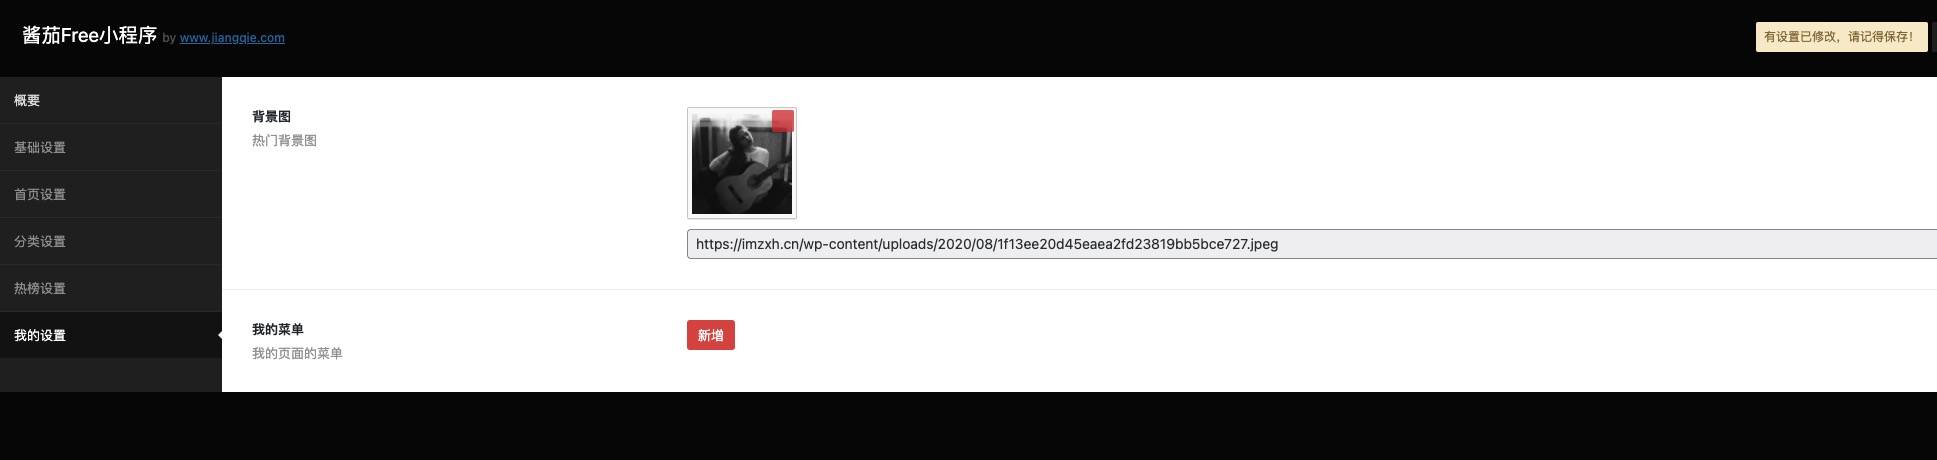 酱茄Free小程序 by www.jiangqie.com
有设置已修改，请记得保存！
概要
基础设置
首页设置
分类设置
热榜设置
我的设置
背景图
热门背景图
https://imzxh.cn/wp-content/uploads/2020/08/1f13ee20d45eaea2fd23819bb5bce727.jpeg
我的菜单
我的页面的菜单
新增